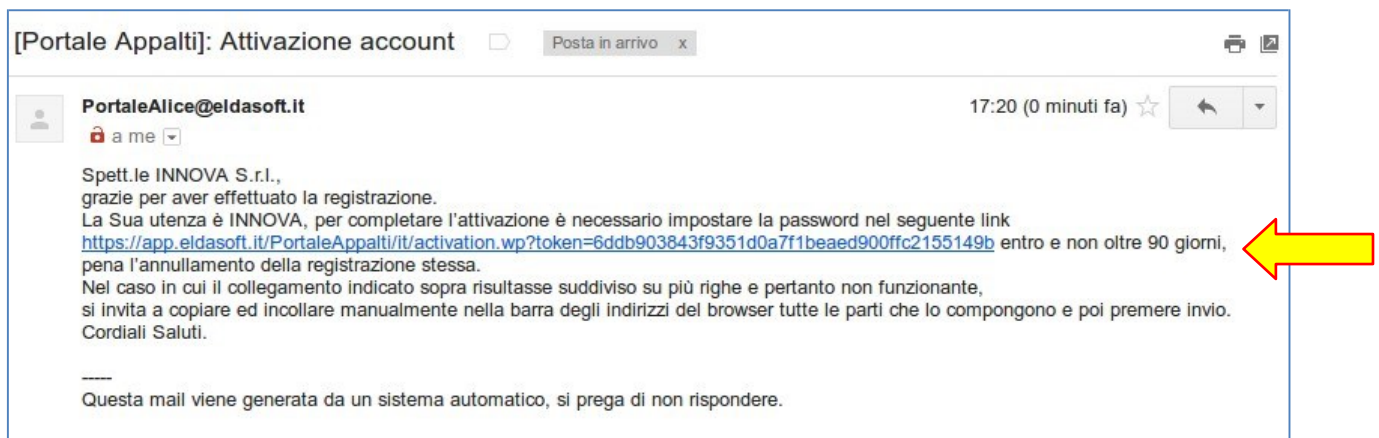 [Portale Appalti]: Attivazione account Posta in arrivo x
PortaleAlice@eldasoft.it 17:20 (0 minuti fa)
a me
Spett.le INNOVA S.r.l.,
grazie per aver effettuato la registrazione.
La Sua utenza è INNOVA, per completare l'attivazione è necessario impostare la password nel seguente link
https://app.eldasoft.it/PortaleAppalti/it/activation.wp?token=6ddb903843f9351d0a7f1beaed900ffc2155149b entro e non oltre 90 giorni,
pena l'annullamento della registrazione stessa.
Nel caso in cui il collegamento indicato sopra risultasse suddiviso su più righe e pertanto non funzionante,
si invita a copiare ed incollare manualmente nella barra degli indirizzi del browser tutte le parti che lo compongono e poi premere invio.
Cordiali Saluti.
-----
Questa mail viene generata da un sistema automatico, si prega di non rispondere.